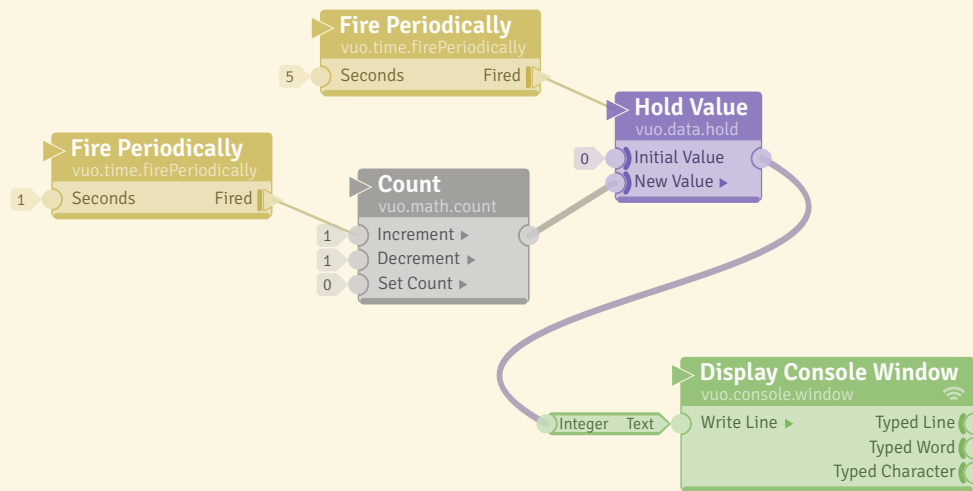 Fire Periodically
vuo.time.firePeriodically
5 Seconds Fired
Hold Value
vuo.data.hold
0 Initial Value
New Value
Fire Periodically
vuo.time.firePeriodically
1 Seconds Fired
Count
vuo.math.count
1 Increment
1 Decrement
0 Set Count
Display Console Window
vuo.console.window
Integer Text
Write Line Typed Line
Typed Word
Typed Character